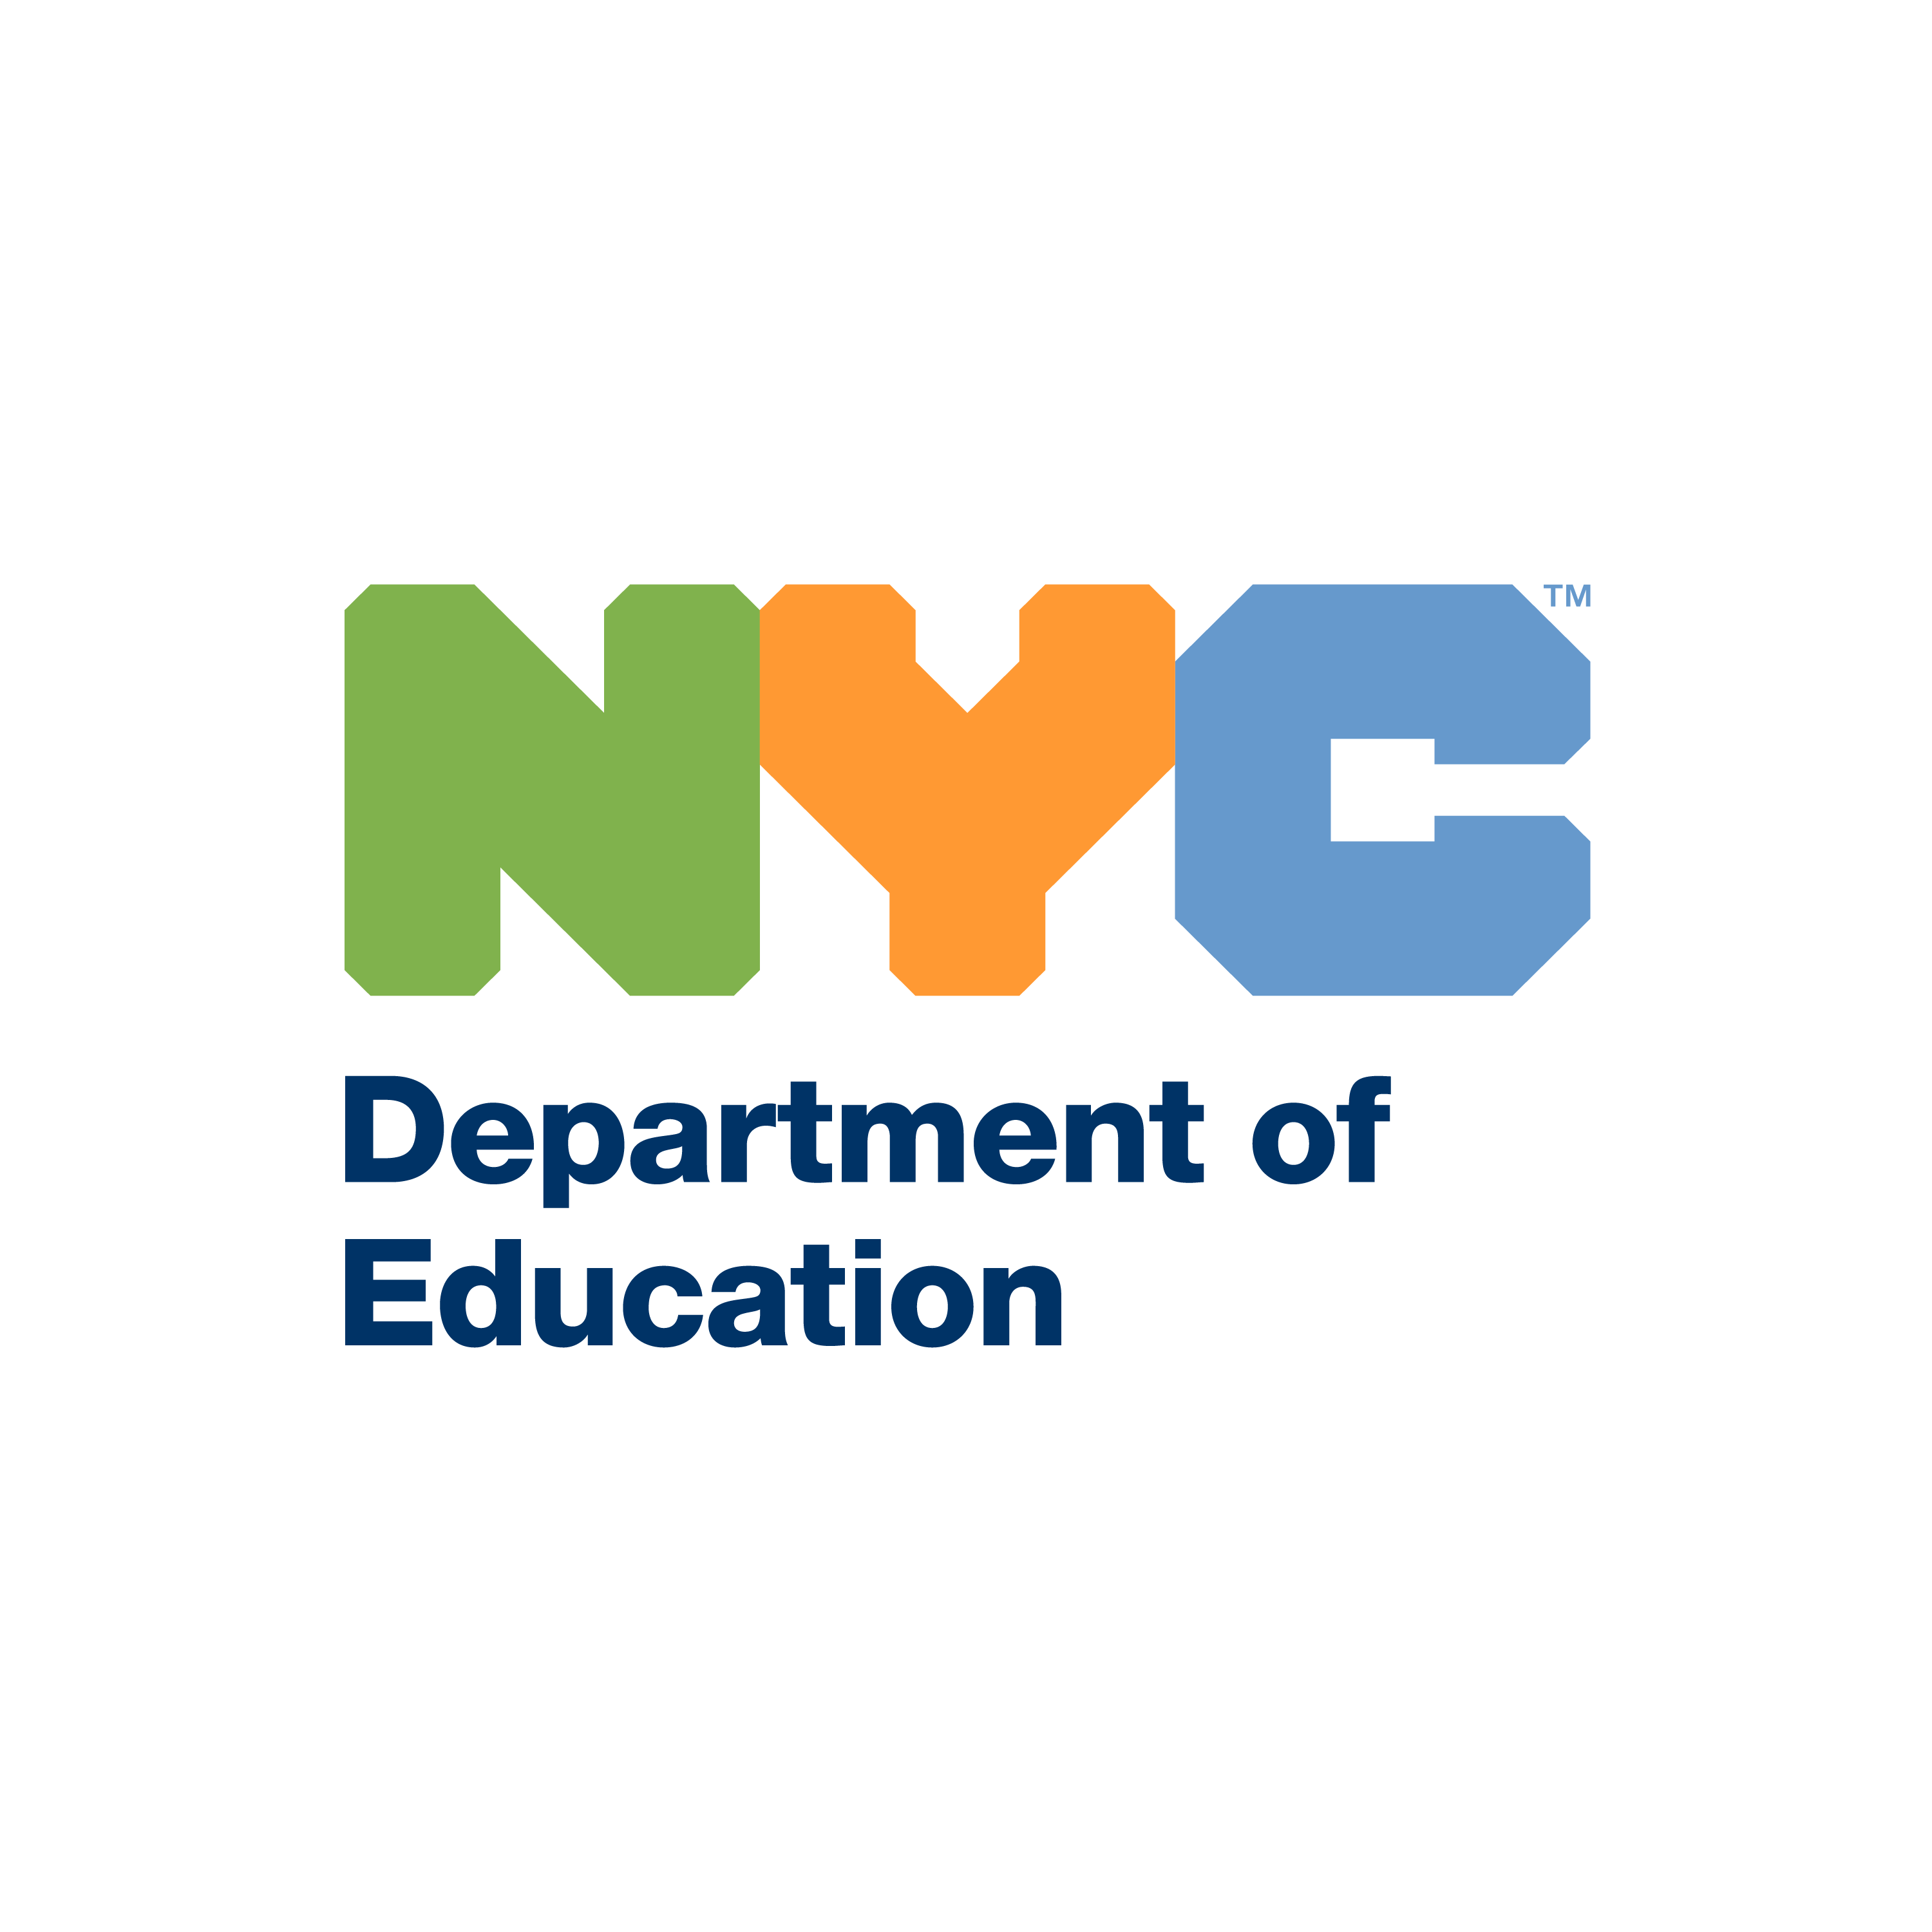 NYC™
Department of
Education